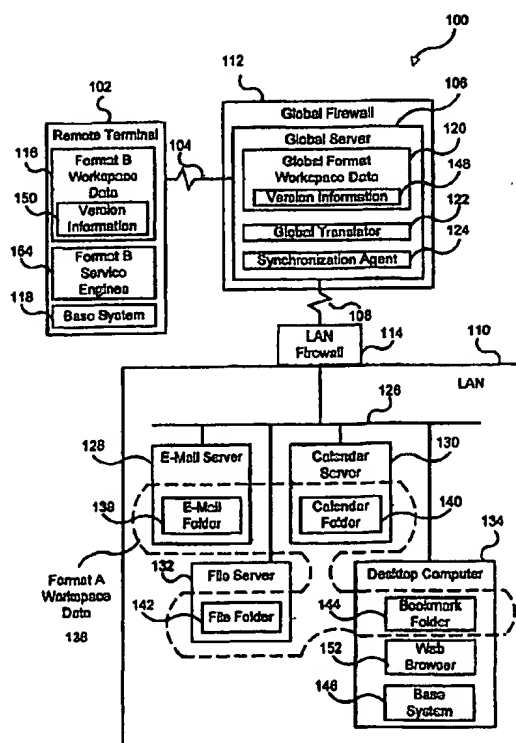 100
112
Global Firewall
106
102
Remote Terminal
Global Server
120
116
Format B
Workspace
Data
104
Global Format
Workspace Data
148
150
Version
Information
Version Information
122
Global Translator
164
Format B
Service
Engines
124
Synchronization Agent
118
Base System
108
LAN
Firewall
114
110
LAN
126
128
E-Mail Server
130
Calendar
Server
138
E-Mail
Folder
Calendar
Folder
140
134
Format A
Workspace
Data
136
132
File Server
Desktop Computer
142
File Folder
144
Bookmark
Folder
152
Web
Browser
146
Base
System